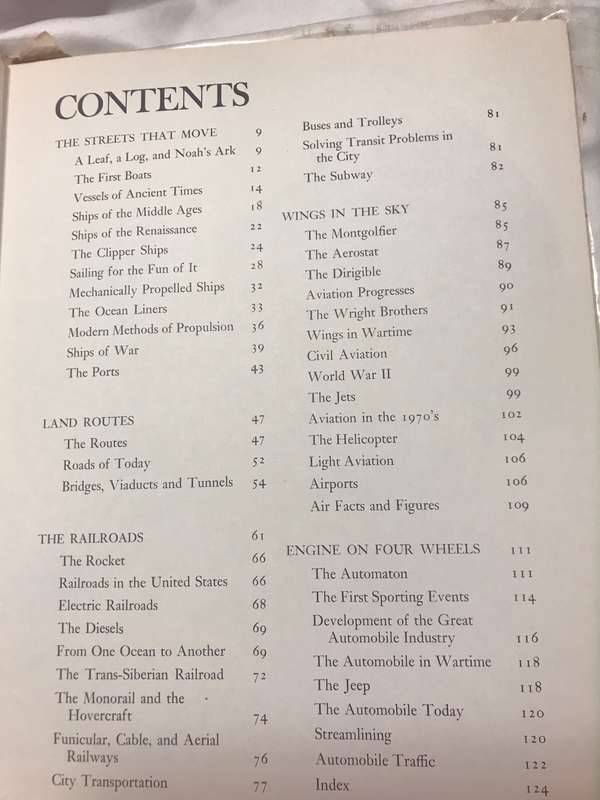 CONTENTS
THE STREETS THAT MOVE 9
A Leaf, a Log, and Noah's Ark 9
The First Boats 12
Vessels of Ancient Times 14
Ships of the Middle Ages 18
Ships of the Renaissance 22
The Clipper Ships 24
Sailing for the Fun of It 28
Mechanically Propelled Ships 32
The Ocean Liners 33
Modern Methods of Propulsion 36
Ships of War 39
The Ports 43
LAND ROUTES 47
The Routes 47
Roads of Today 52
Bridges, Viaducts and Tunnels 54
THE RAILROADS 61
The Rocket 66
Railroads in the United States 66
Electric Railroads 68
The Diesels 69
From One Ocean to Another 69
The Trans-Siberian Railroad 72
The Monorail and the
Hovercraft 74
Funicular, Cable, and Aerial
Railways 76
City Transportation 77
Buses and Trolleys 81
Solving Transit Problems in
the City 81
The Subway 82
WINGS IN THE SKY 85
The Montgolfier 85
The Aerostat 87
The Dirigible 89
Aviation Progresses 90
The Wright Brothers 91
Wings in Wartime 93
Civil Aviation 96
World War II 99
The Jets 99
Aviation in the 1970's 102
The Helicopter 104
Light Aviation 106
Airports 106
Air Facts and Figures 109
ENGINE ON FOUR WHEELS 111
The Automaton 111
The First Sporting Events 114
Development of the Great
Automobile Industry 116
The Automobile in Wartime 118
The Jeep 118
The Automobile Today 120
Streamlining 120
Automobile Traffic 122
Index 124